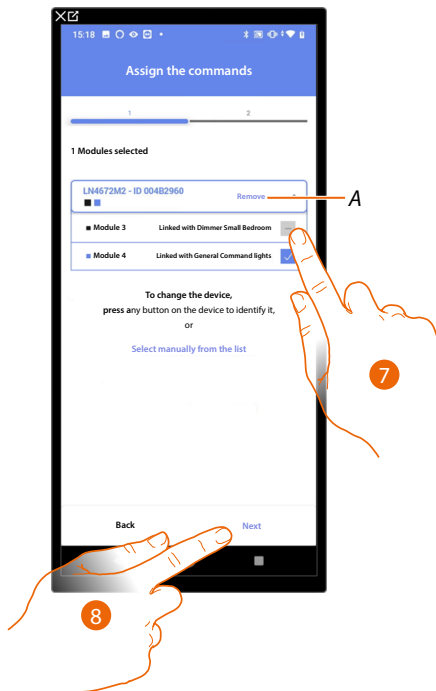 15:18
Assign the commands
1 2
1 Modules selected
LN4672M2 - ID 004B2960
Remove
A
Module 3 Linked with Dimmer Small Bedroom
Module 4 Linked with General Command lights
To change the device,
press any button on the device to identify it,
or
Select manually from the list
7
Back Next
8